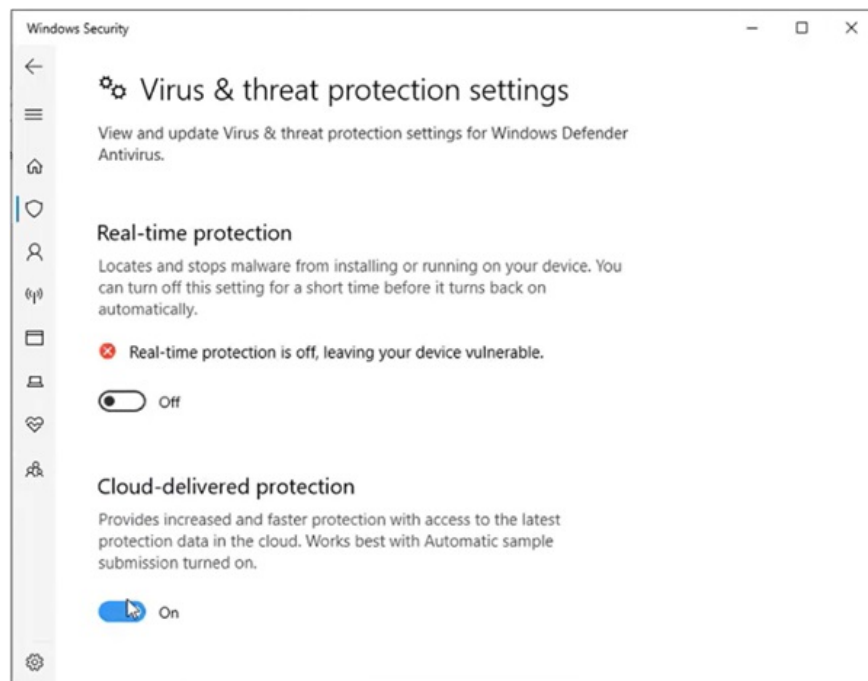 Windows Security
Virus & threat protection settings
View and update Virus & threat protection settings for Windows Defender
Antivirus.
Real-time protection
Locates and stops malware from installing or running on your device. You
can turn off this setting for a short time before it turns back on
automatically.
Real-time protection is off, leaving your device vulnerable.
Off
Cloud-delivered protection
Provides increased and faster protection with access to the latest
protection data in the cloud. Works best with Automatic sample
submission turned on.
On